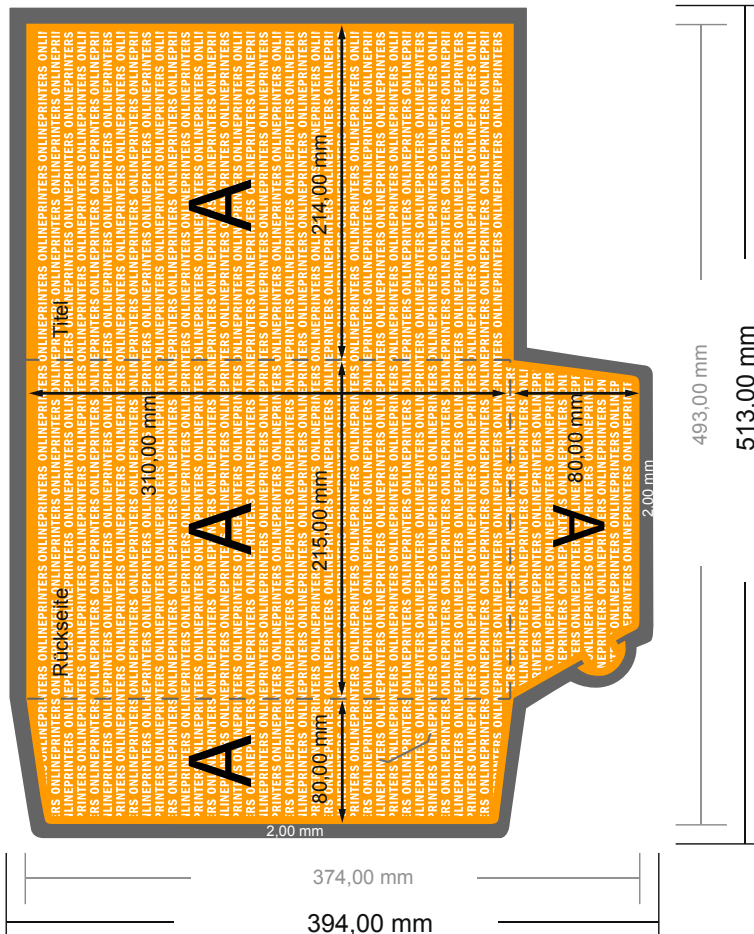 A
214,00 mm
Titel
310,00 mm
80,00 mm
493,00 mm
513,00 mm
2,00 mm
A
A
215,00 mm
Rückseite
A
80,00 mm
2,00 mm
374,00 mm
394,00 mm
ONLINEPRINTERS ONLINEPRINTERS ONLINEPRINTERS ONLINEPRINTERS